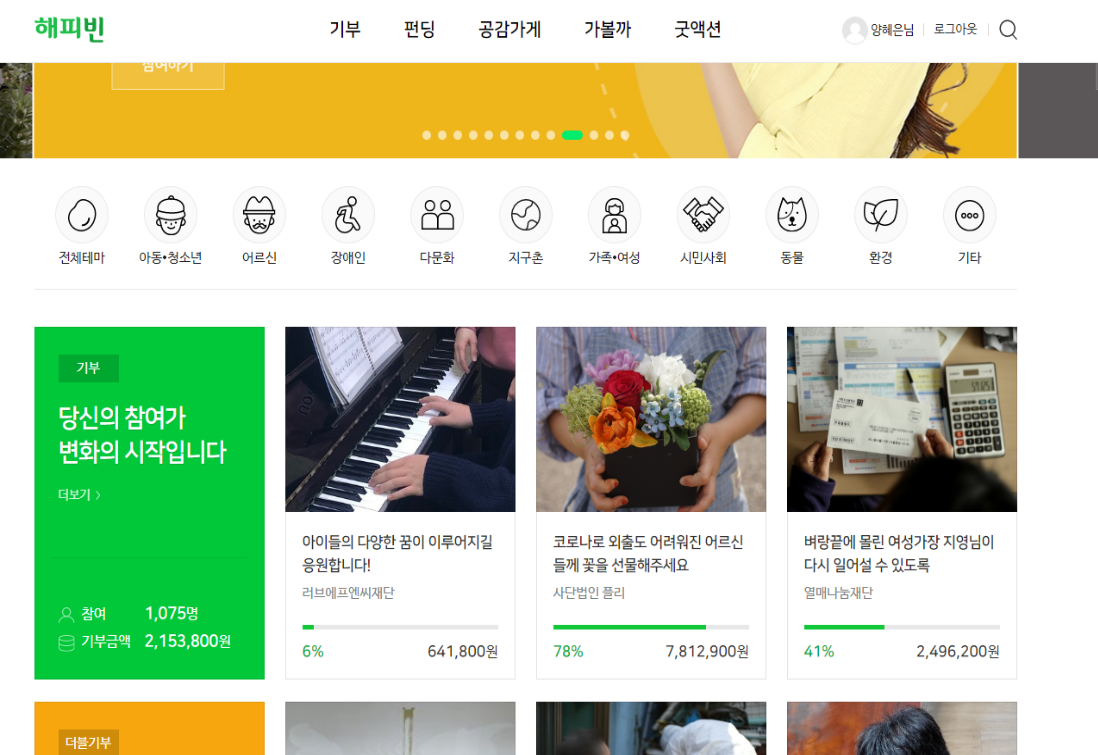 해피빈
기부 펀딩 공감가게 가볼까 굿액션
양혜은님 로그아웃
참여하기
전체테마 아동•청소년 어르신 장애인 다문화 지구촌 가족•여성 시민사회 동물 환경 기타
기부
당신의 참여가
변화의 시작입니다
더보기 >
참여 1,075명
기부금액 2,153,800원
아이들의 다양한 꿈이 이루어지길
응원합니다!
러브에프엔씨재단
6% 641,800원
코로나로 외출도 어려워진 어르신
들께 꽃을 선물해주세요
사단법인 플리
78% 7,812,900원
벼랑끝에 몰린 여성가장 지영님이
다시 일어설 수 있도록
열매나눔재단
41% 2,496,200원
더블기부